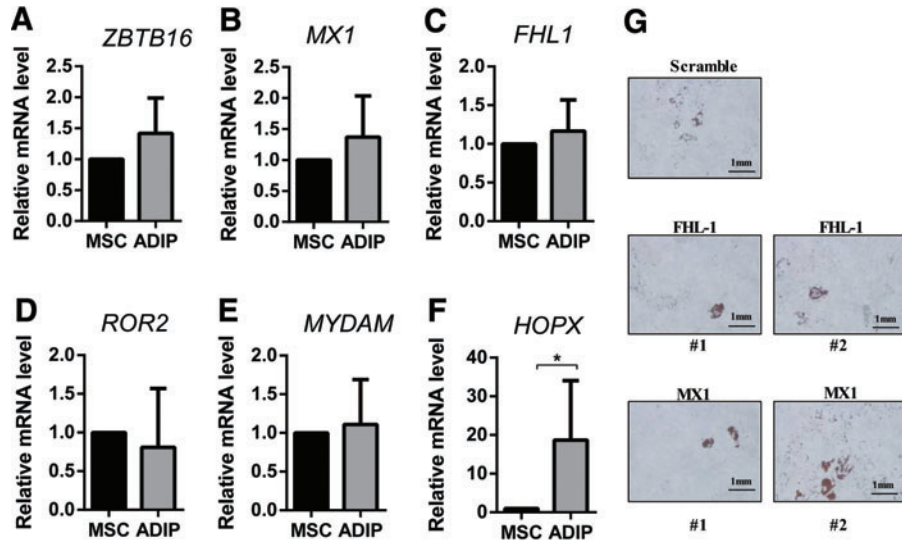 A
ZBTB16
Relative mRNA level
2.5
2.0
1.5
1.0
0.5
0.0
MSC ADIP
B
MX1
Relative mRNA level
2.5
2.0
1.5
1.0
0.5
0.0
MSC ADIP
C
FHL1
Relative mRNA level
2.0
1.5
1.0
0.5
0.0
MSC ADIP
D
ROR2
Relative mRNA level
2.0
1.5
1.0
0.5
0.0
MSC ADIP
E
MYDAM
Relative mRNA level
2.0
1.5
1.0
0.5
0.0
MSC ADIP
F
HOPX
Relative mRNA level
40
30
20
10
0
*
MSC ADIP
G
Scramble
1mm
FHL-1
1mm
#1
FHL-1
1mm
#2
MX1
1mm
#1
MX1
1mm
#2